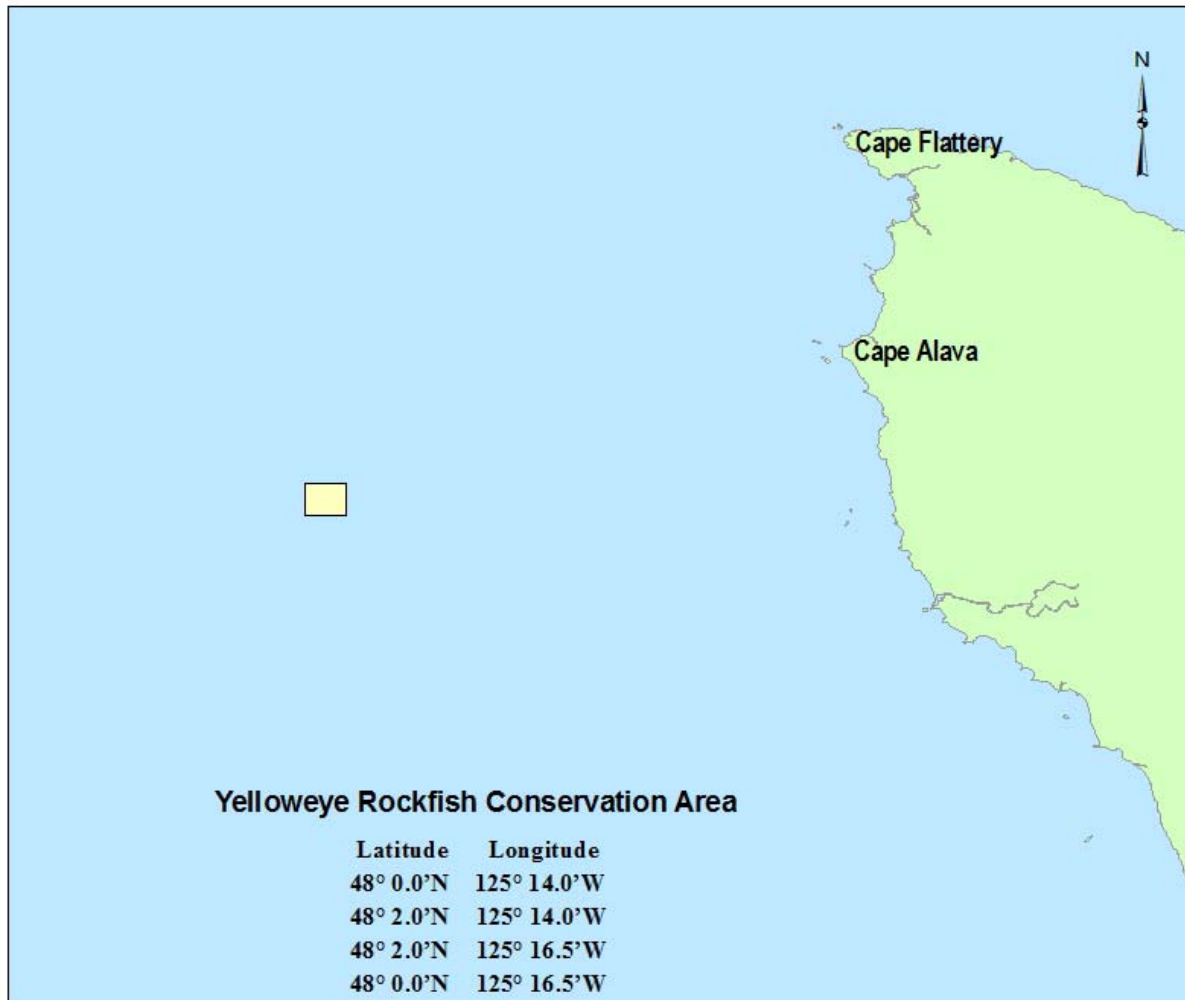 N
Cape Flattery
Cape Alava
Yelloweye Rockfish Conservation Area
Latitude Longitude
48° 0.0’N 125° 14.0’W
48° 2.0’N 125° 14.0’W
48° 2.0’N 125° 16.5’W
48° 0.0’N 125° 16.5’W